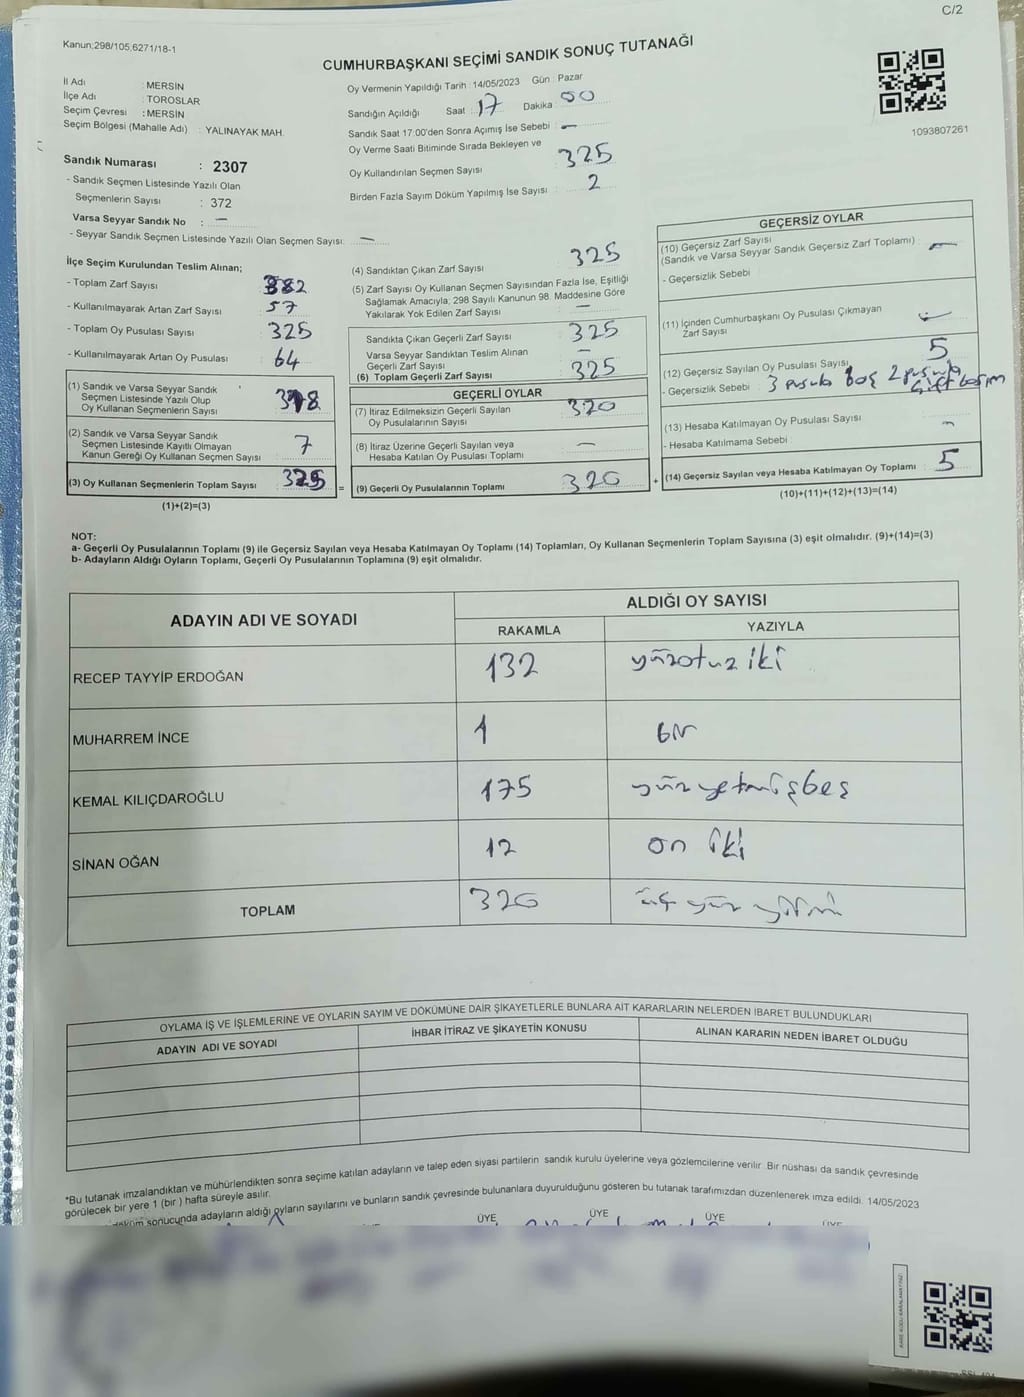 C/2
Kanun;298/105,6271/18-1
CUMHURBAŞKANI SEÇİMİ SANDIK SONUÇ TUTANAĞI
İl Adı : MERSİN
İlçe Adı : TOROSLAR
Seçim Çevresi : MERSİN
Seçim Bölgesi (Mahalle Adı) : YALINAYAK MAH.
Sandık Numarası : 2307
- Sandık Seçmen Listesinde Yazılı Olan
Seçmenlerin Sayısı : 372
Varsa Seyyar Sandık No : —
- Seyyar Sandık Seçmen Listesinde Yazılı Olan Seçmen Sayısı: —
Oy Vermenin Yapıldığı Tarih : 14/05/2023 Gün : Pazar
Sandığın Açıldığı Saat : 17 Dakika : 00
Sandık Saat 17:00'den Sonra Açımış İse Sebebi : —
Oy Verme Saati Bitiminde Sırada Bekleyen ve
Oy Kullandırılan Seçmen Sayısı : 325
Birden Fazla Sayım Döküm Yapılmış İse Sayısı : 2
1093807261
İlçe Seçim Kurulundan Teslim Alınan;
- Toplam Zarf Sayısı : 382
- Kullanılmayarak Artan Zarf Sayısı : 57
- Toplam Oy Pusulası Sayısı : 325
- Kullanılmayarak Artan Oy Pusulası : 64
(1) Sandık ve Varsa Seyyar Sandık
Seçmen Listesinde Yazılı Olup
Oy Kullanan Seçmenlerin Sayısı : 318
(2) Sandık ve Varsa Seyyar Sandık
Seçmen Listesinde Kayıtlı Olmayan
Kanun Gereği Oy Kullanan Seçmen Sayısı : 7
(3) Oy Kullanan Seçmenlerin Toplam Sayısı : 325 =
(1)+(2)=(3)
(4) Sandıktan Çıkan Zarf Sayısı 325
(5) Zarf Sayısı Oy Kullanan Seçmen Sayısından Fazla İse, Eşitliği
Sağlamak Amacıyla; 298 Sayılı Kanunun 98. Maddesine Göre
Yakılarak Yok Edilen Zarf Sayısı : —
Sandıkta Çıkan Geçerli Zarf Sayısı : 325
Varsa Seyyar Sandıktan Teslim Alınan
Geçerli Zarf Sayısı : —
(6) Toplam Geçerli Zarf Sayısı : 325
GEÇERLİ OYLAR
(7) İtiraz Edilmeksizin Geçerli Sayılan
Oy Pusulasının Sayısı : 320
(8) İtiraz Üzerine Geçerli Sayılan veya
Hesaba Katılan Oy Pusulası Toplamı : —
(9) Geçerli Oy Pusulalarının Toplamı : 320 +
GEÇERSİZ OYLAR
(10) Geçersiz Zarf Sayısı
(Sandık ve Varsa Seyyar Sandık Geçersiz Zarf Toplamı) : —
- Geçersizlik Sebebi :
(11) İçinden Cumhurbaşkanı Oy Pusulası Çıkmayan
Zarf Sayısı : —
(12) Geçersiz Sayılan Oy Pusulası Sayısı : 5
- Geçersizlik Sebebi : 3 pusula Boş 2 pusula
çift basım
(13) Hesaba Katılmayan Oy Pusulası Sayısı : —
- Hesaba Katılmama Sebebi :
(14) Geçersiz Sayılan veya Hesaba Katılmayan Oy Toplamı : 5
(10)+(11)+(12)+(13)=(14)
NOT:
a- Geçerli Oy Pusulalarının Toplamı (9) ile Geçersiz Sayılan veya Hesaba Katılmayan Oy Toplamı (14) Toplamları, Oy Kullanan Seçmenlerin Toplam Sayısına (3) eşit olmalıdır. (9)+(14)=(3)
b- Adayların Aldığı Oyların Toplamı, Geçerli Oy Pusulalarının Toplamına (9) eşit olmalıdır.
ADAYIN ADI VE SOYADI
ALDIĞI OY SAYISI
RAKAMLA YAZIYLA
RECEP TAYYİP ERDOĞAN 132 yüzotuz iki
MUHARREM İNCE 1 bir
KEMAL KILIÇDAROĞLU 175 yüz yetmişbeş
SİNAN OĞAN 12 on iki
TOPLAM 320 üç yüz yirmi
OYLAMA İŞ VE İŞLEMLERİNE VE OYLARIN SAYIM VE DÖKÜMÜNE DAİR ŞİKAYETLERLE BUNLARA AİT KARARLARIN NELERDEN İBARET BULUNDUKLARI
ADAYIN ADI VE SOYADI İHBAR İTİRAZ VE ŞİKAYETİN KONUSU ALINAN KARARIN NEDEN İBARET OLDUĞU
*Bu tutanak imzalandıktan ve mühürlendikten sonra seçime katılan adayların ve talep eden siyasi partilerin sandık kurulu üyelerine veya gözlemcilerine verilir. Bir nüshası da sandık çevresinde
görülecek bir yere 1 (bir) hafta süreyle asılır.
döküm sonucunda adayların aldığı oyların sayılarını ve bunların sandık çevresinde bulunanlara duyurulduğunu gösteren bu tutanak tarafımızdan düzenlenerek imza edildi. 14/05/2023
ÜYE ÜYE ÜYE ÜYE
KARE KODU KARALAMAYINIZ!